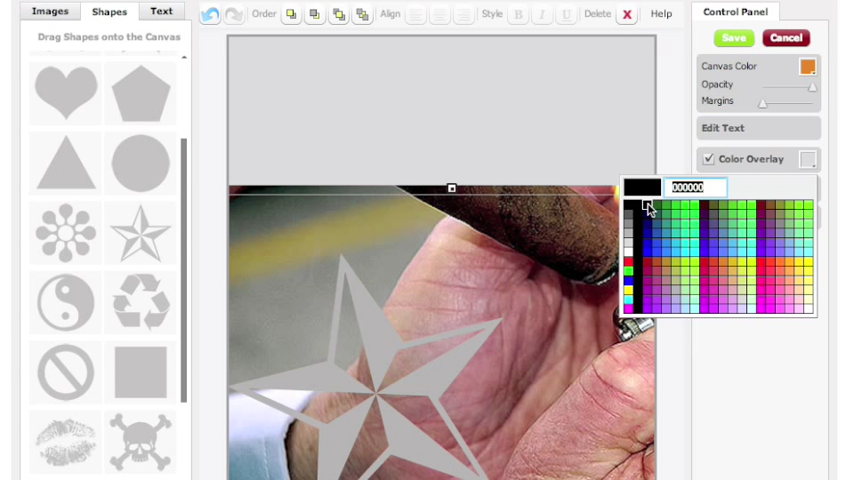 Images Shapes Text
Drag Shapes onto the Canvas
Order Align Style B I U Delete X Help
Control Panel
Save Cancel
Canvas Color
Opacity
Margins
Edit Text
Color Overlay
000000